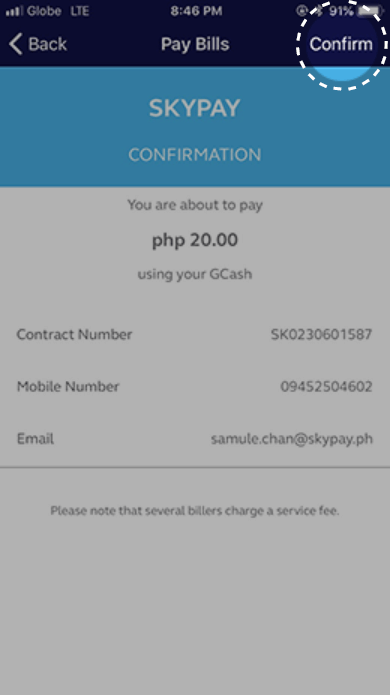 Globe LTE 8:46 PM 91%
Back Pay Bills Confirm
SKYPAY
CONFIRMATION
You are about to pay
php 20.00
using your GCash
Contract Number SK0230601587
Mobile Number 09452504602
Email samule.chan@skypay.ph
Please note that several billers charge a service fee.